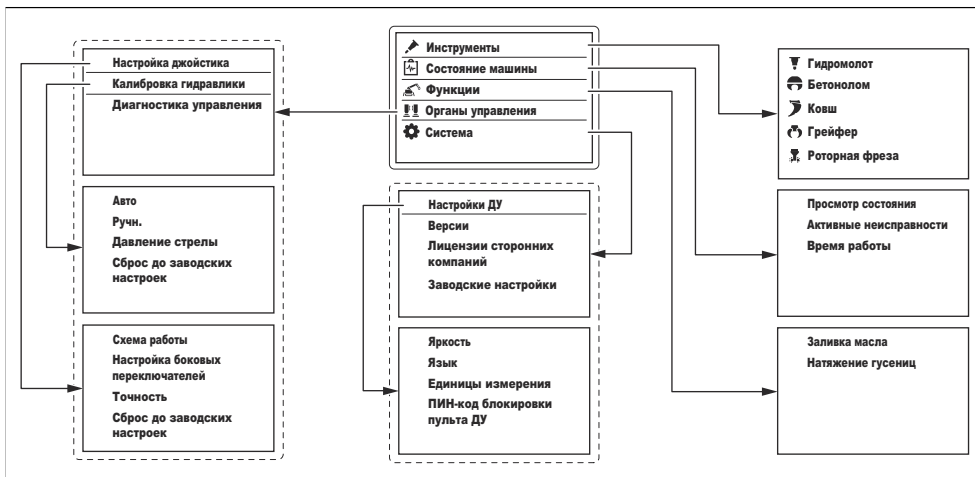 Настройка джойстика
Калибровка гидравлики
Диагностика управления
Авто
Ручн.
Давление стрелы
Сброс до заводских
настроек
Схема работы
Настройка боковых
переключателей
Точность
Сброс до заводских
настроек
Инструменты
Состояние машины
Функции
Органы управления
Система
Настройки ДУ
Версии
Лицензии сторонних
компаний
Заводские настройки
Яркость
Язык
Единицы измерения
ПИН-код блокировки
пульта ДУ
Гидромолот
Бетонолом
Ковш
Грейфер
Роторная фреза
Просмотр состояния
Активные неисправности
Время работы
Заливка масла
Натяжение гусениц